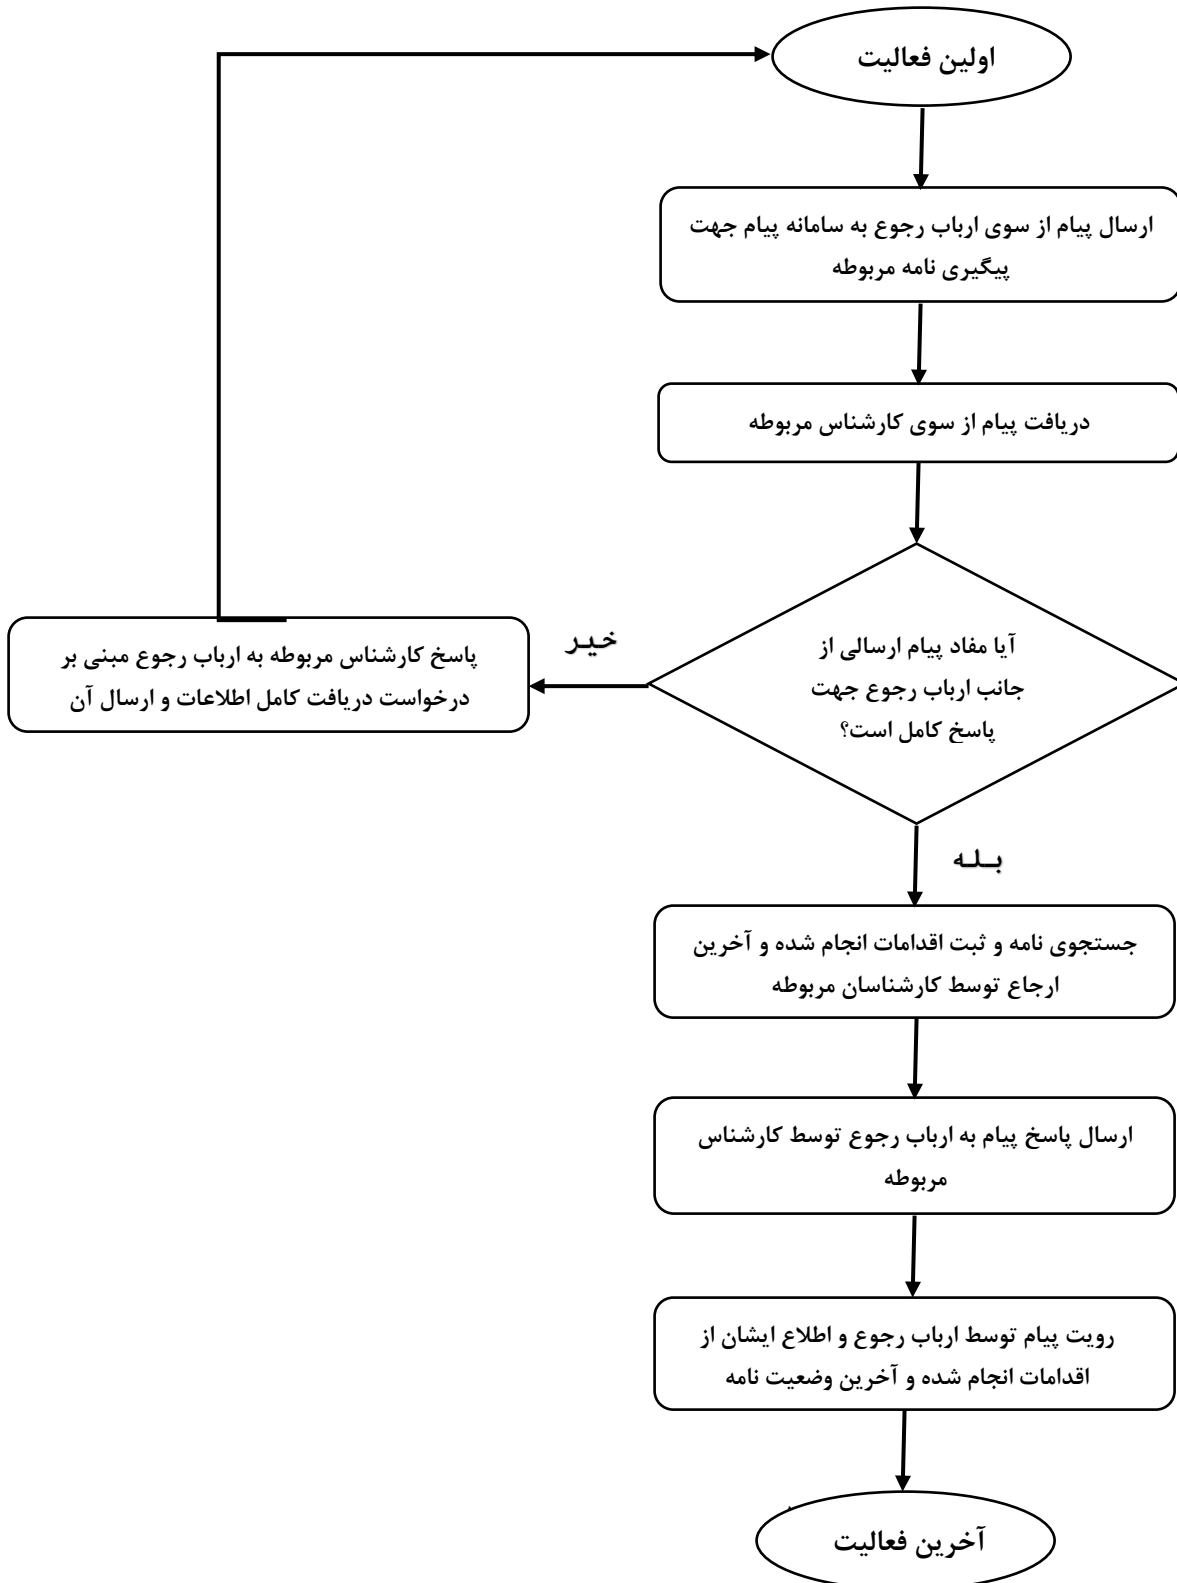 اولین فعالیت
ارسال پیام از سوی ارباب رجوع به سامانه پیام جهت
پیگیری نامه مربوطه
دریافت پیام از سوی کارشناس مربوطه
آیا مفاد پیام ارسالی از
جانب ارباب رجوع جهت
پاسخ کامل است؟
خیر
پاسخ کارشناس مربوطه به ارباب رجوع مبنی بر
درخواست دریافت کامل اطلاعات و ارسال آن
بله
جستجوی نامه و ثبت اقدامات انجام شده و آخرین
ارجاع توسط کارشناسان مربوطه
ارسال پاسخ پیام به ارباب رجوع توسط کارشناس
مربوطه
رویت پیام توسط ارباب رجوع و اطلاع ایشان از
اقدامات انجام شده و آخرین وضعیت نامه
آخرین فعالیت